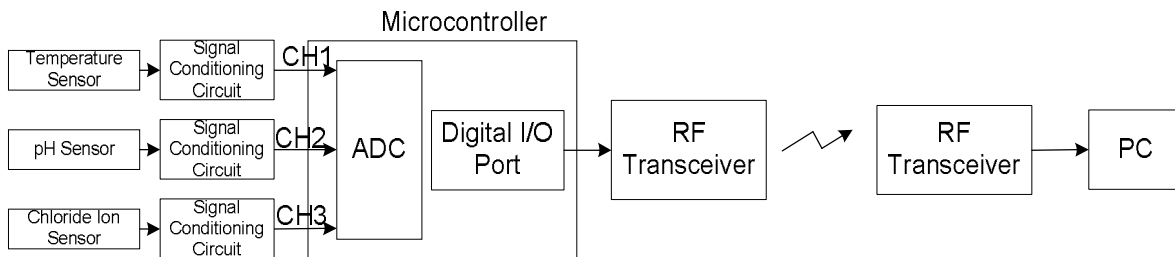 Microcontroller
Temperature
Sensor
Signal
Conditioning
Circuit
CH1
pH Sensor
Signal
Conditioning
Circuit
CH2
Chloride Ion
Sensor
Signal
Conditioning
Circuit
CH3
ADC
Digital I/O
Port
RF
Transceiver
RF
Transceiver
PC